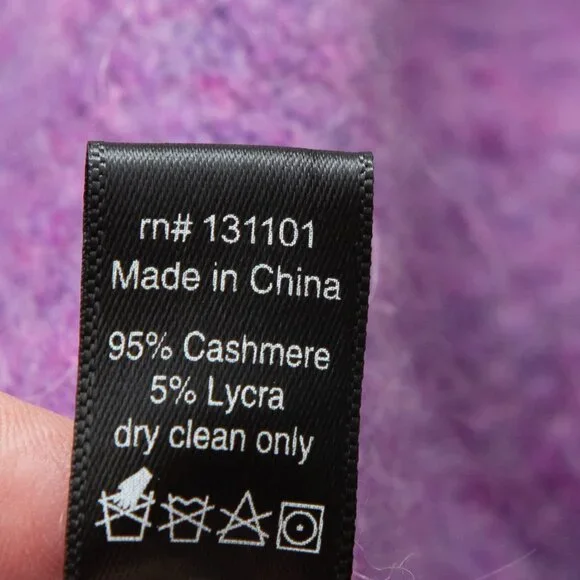 rn# 131101
Made in China
95% Cashmere
5% Lycra
dry clean only